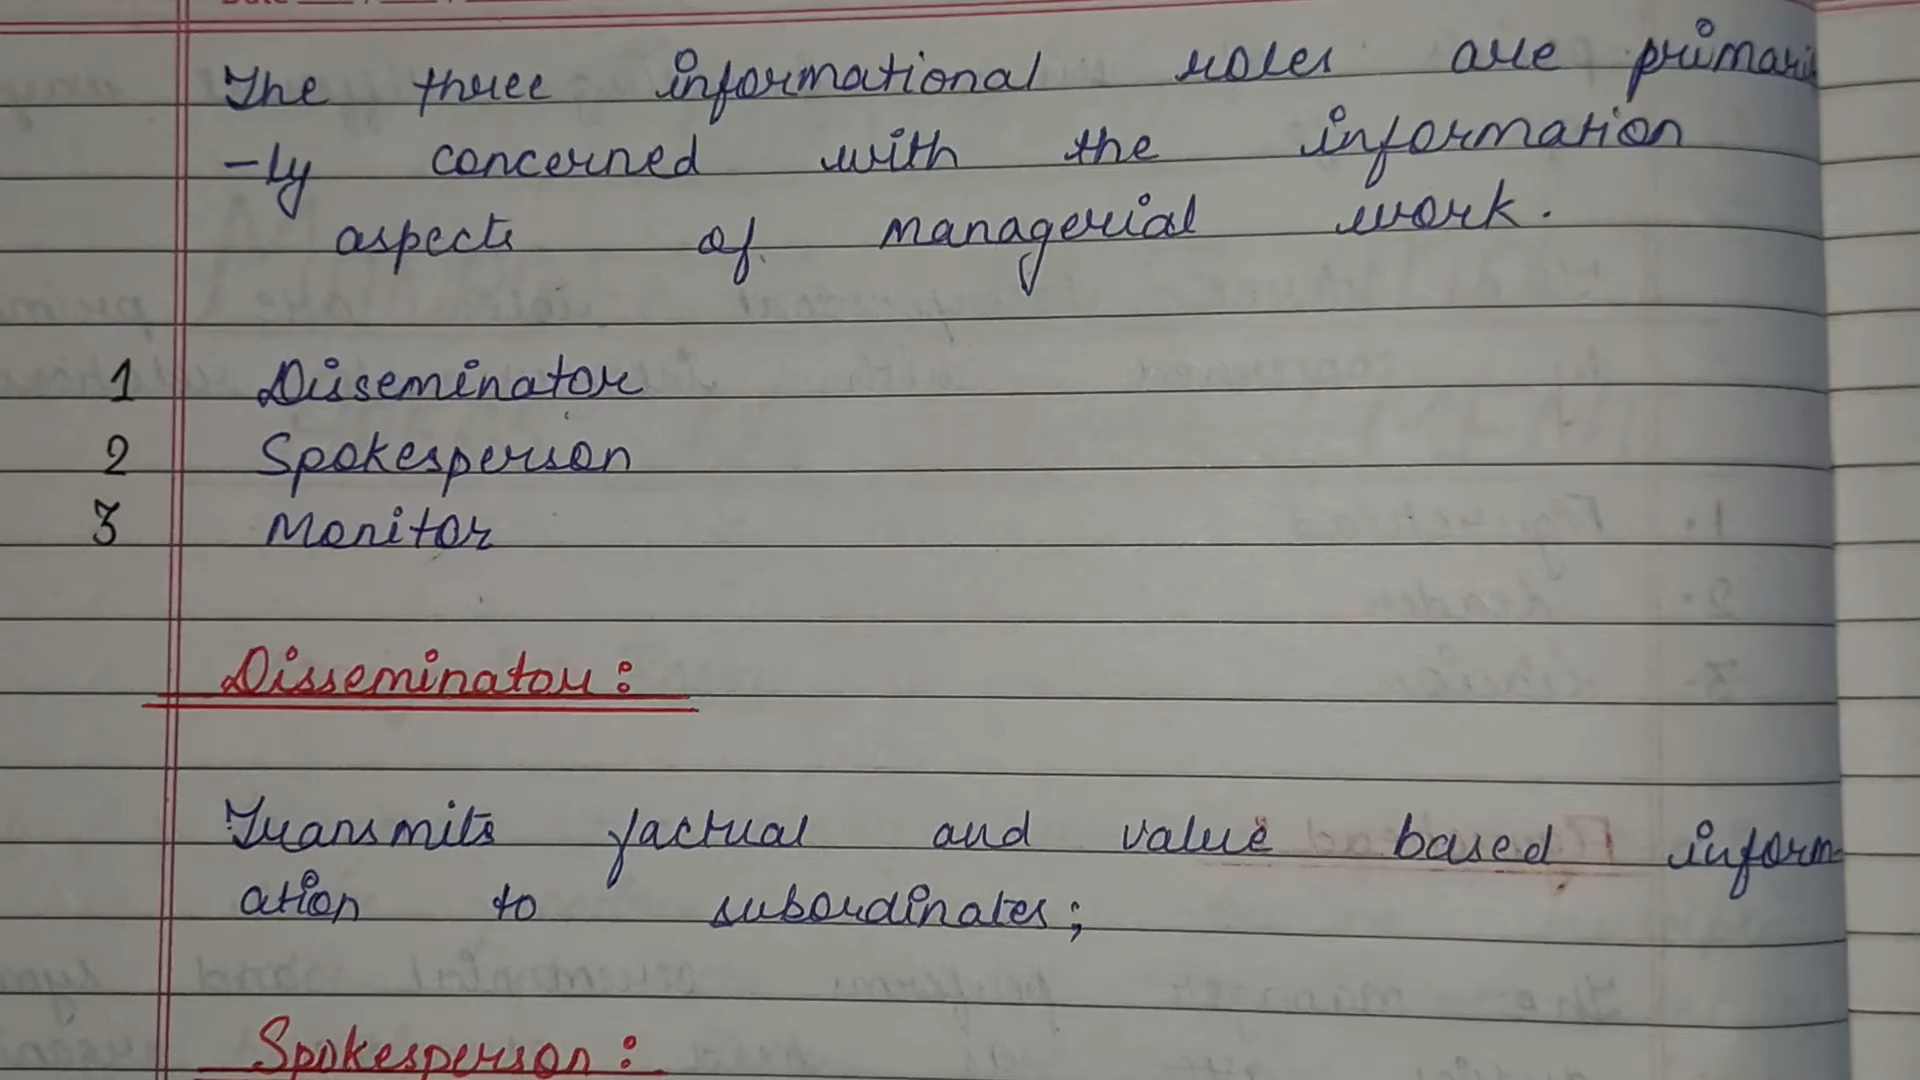 The three informational roles are primari
-ly concerned with the information
aspects of managerial work.
1 Disseminator
2 Spokesperson
3 Monitor
Disseminator:
Transmits factual and value based inform-
ation to subordinates;
Spokesperson: